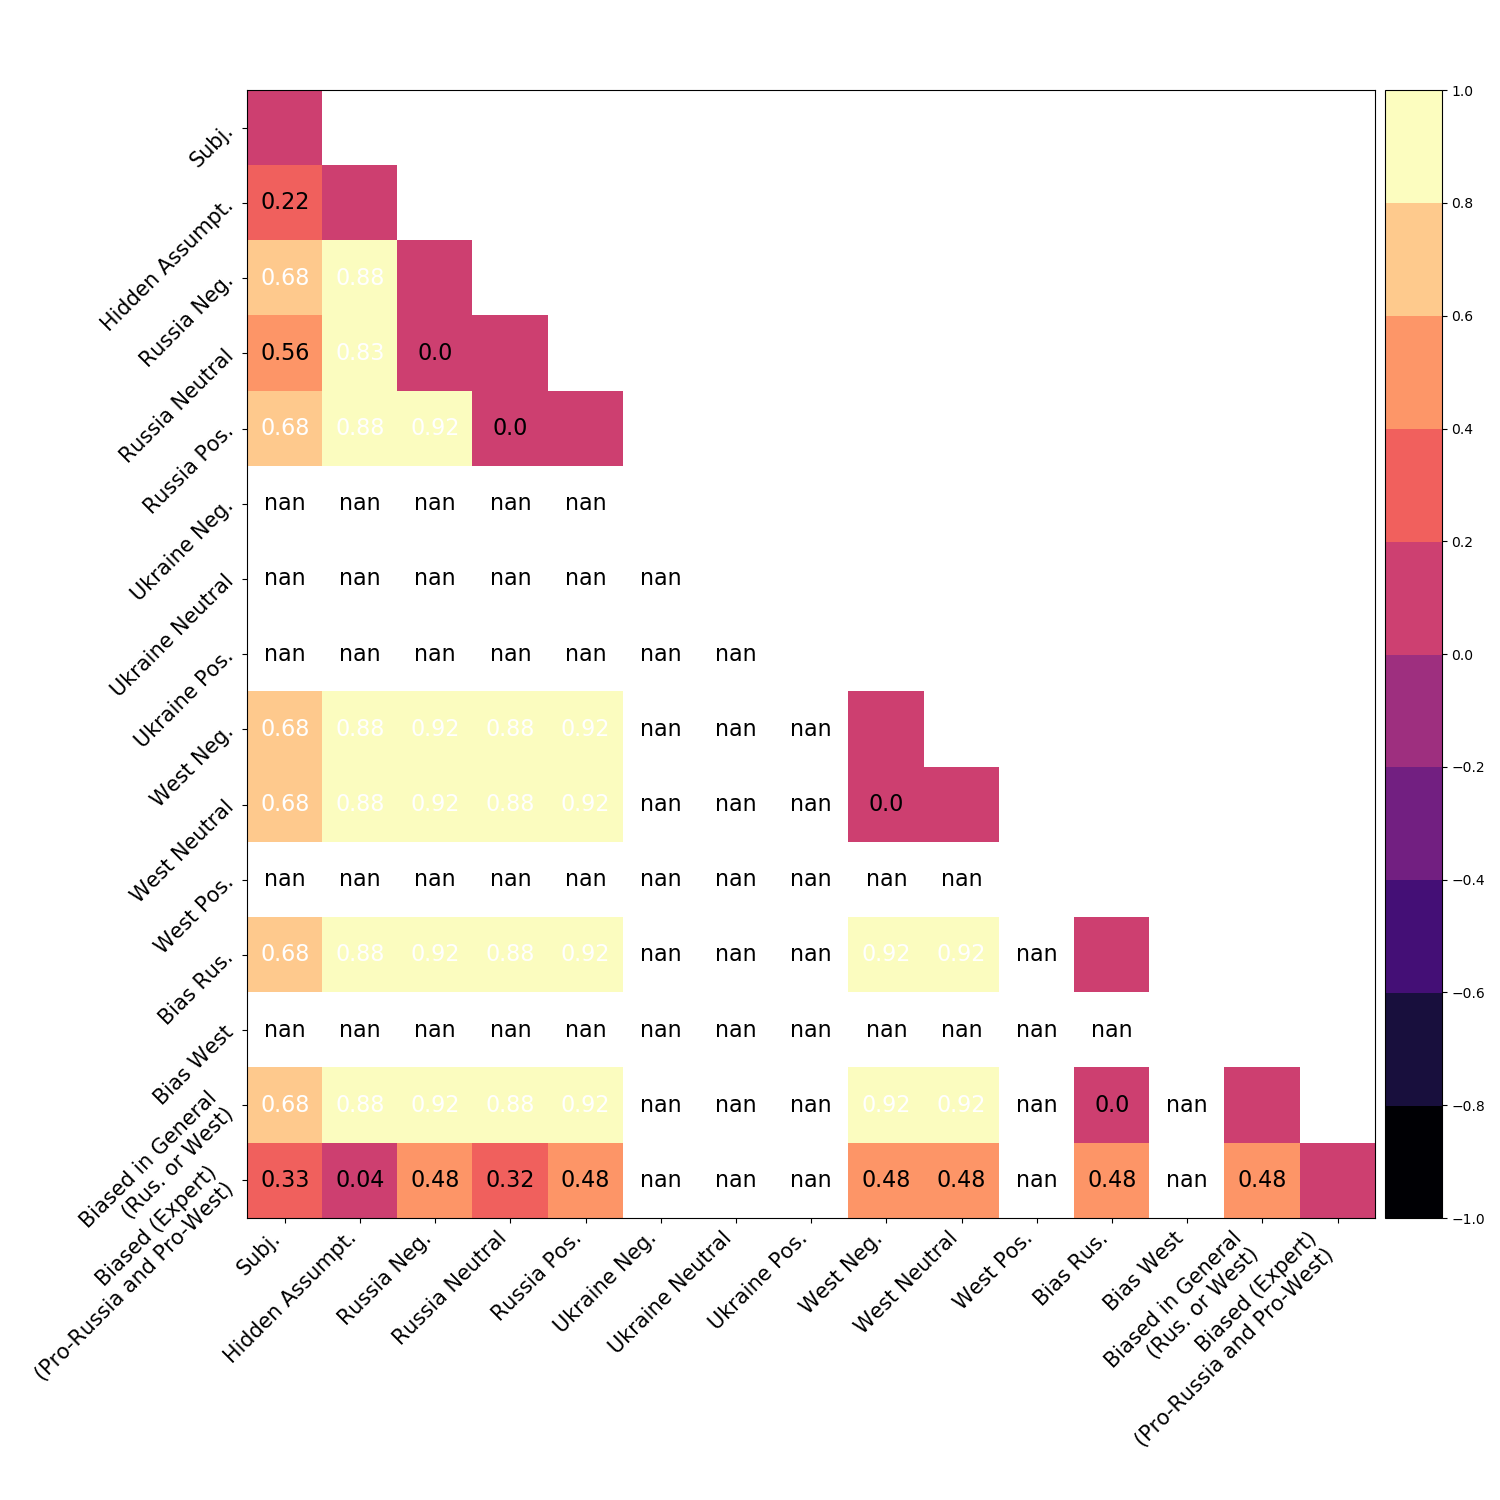 1.0
0.8
0.6
0.4
0.2
0.0
−0.2
−0.4
−0.6
−0.8
−1.0
Subj.
Hidden Assumpt. 0.22
Russia Neg. 0.68 0.88
Russia Neutral 0.56 0.83 0.0
Russia Pos. 0.68 0.88 0.92 0.0
Ukraine Neg. nan nan nan nan nan
Ukraine Neutral nan nan nan nan nan nan
Ukraine Pos. nan nan nan nan nan nan nan
West Neg. 0.68 0.88 0.92 0.88 0.92 nan nan nan
West Neutral 0.68 0.88 0.92 0.88 0.92 nan nan nan 0.0
West Pos. nan nan nan nan nan nan nan nan nan nan
Bias Rus. 0.68 0.88 0.92 0.88 0.92 nan nan nan 0.92 0.92 nan
Bias West nan nan nan nan nan nan nan nan nan nan nan nan
Biased in General
(Rus. or West) 0.68 0.88 0.92 0.88 0.92 nan nan nan 0.92 0.92 nan 0.0 nan
Biased (Expert)
(Pro-Russia and Pro-West) 0.33 0.04 0.48 0.32 0.48 nan nan nan 0.48 0.48 nan 0.48 nan 0.48
Subj.
Hidden Assumpt.
Russia Neg.
Russia Neutral
Russia Pos.
Ukraine Neg.
Ukraine Neutral
Ukraine Pos.
West Neg.
West Neutral
West Pos.
Bias Rus.
Bias West
Biased in General
(Rus. or West)
Biased (Expert)
(Pro-Russia and Pro-West)